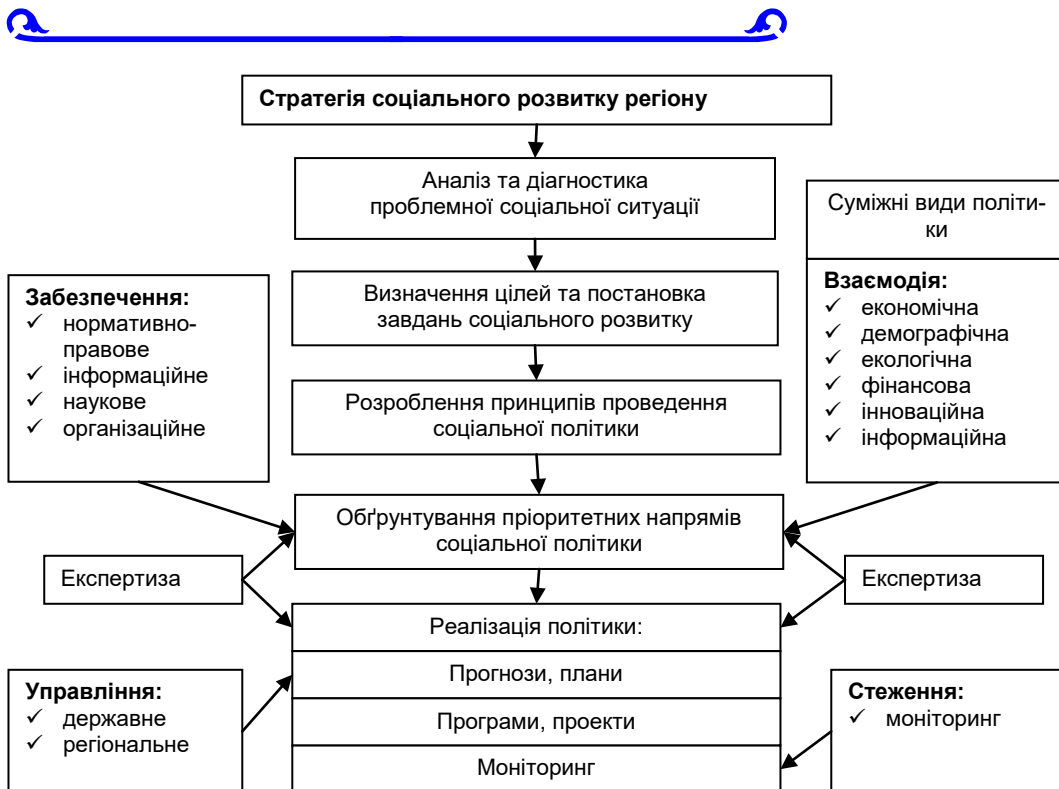 Стратегія соціального розвитку регіону
Аналіз та діагностика
проблемної соціальної ситуації
Суміжні види політи-
ки
Забезпечення:
✓ нормативно-
правове
✓ інформаційне
✓ наукове
✓ організаційне
Визначення цілей та постановка
завдань соціального розвитку
Взаємодія:
✓ економічна
✓ демографічна
✓ екологічна
✓ фінансова
✓ інноваційна
✓ інформаційна
Розроблення принципів проведення
соціальної політики
Обґрунтування пріоритетних напрямів
соціальної політики
Експертиза
Експертиза
Реалізація політики:
Прогнози, плани
Програми, проекти
Моніторинг
Управління:
✓ державне
✓ регіональне
Стеження:
✓ моніторинг